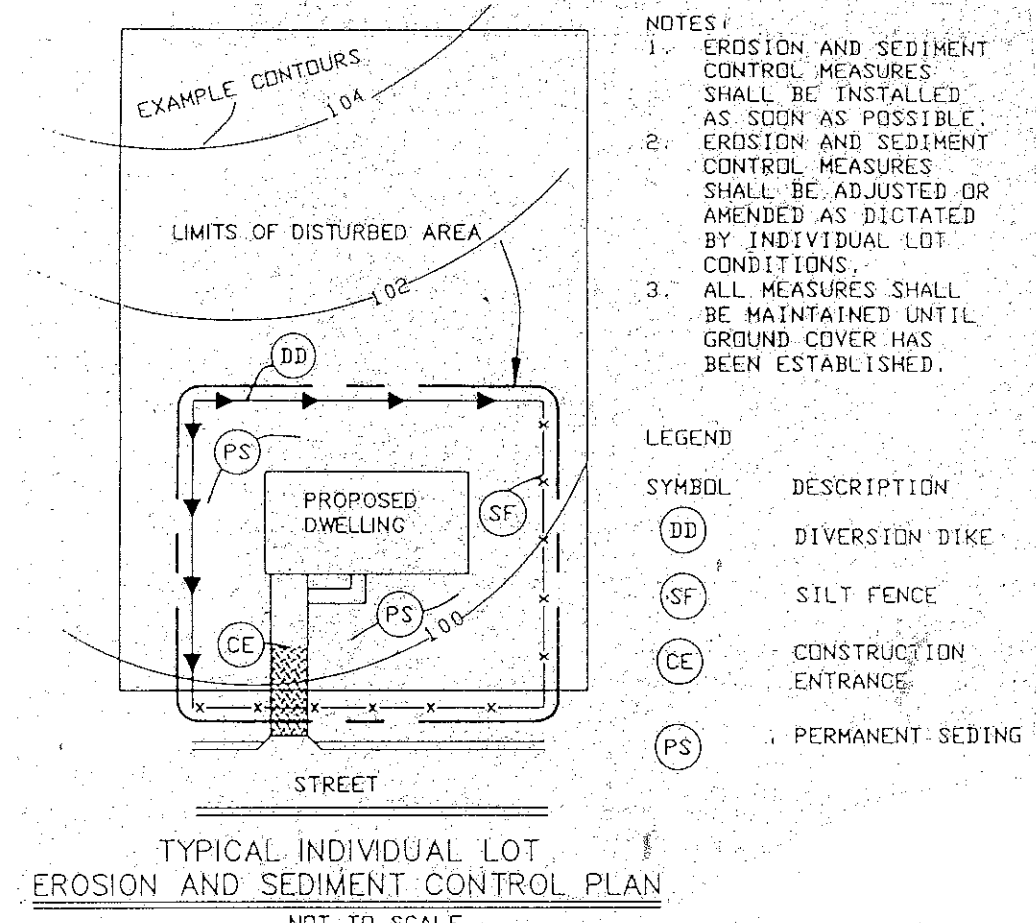 EXAMPLE CONTOURS
104
LIMITS OF DISTURBED AREA
102
DD
PS
PROPOSED
DWELLING
SF
PS
100
CE
STREET
TYPICAL INDIVIDUAL LOT
EROSION AND SEDIMENT CONTROL PLAN
NOT TO SCALE
NOTES:
1. EROSION AND SEDIMENT
CONTROL MEASURES
SHALL BE INSTALLED
AS SOON AS POSSIBLE.
2. EROSION AND SEDIMENT
CONTROL MEASURES
SHALL BE ADJUSTED OR
AMENDED AS DICTATED
BY INDIVIDUAL LOT
CONDITIONS.
3. ALL MEASURES SHALL
BE MAINTAINED UNTIL
GROUND COVER HAS
BEEN ESTABLISHED.
LEGEND
SYMBOL DESCRIPTION
DD DIVERSION DIKE
SF SILT FENCE
CE CONSTRUCTION
ENTRANCE
PS PERMANENT SEDING